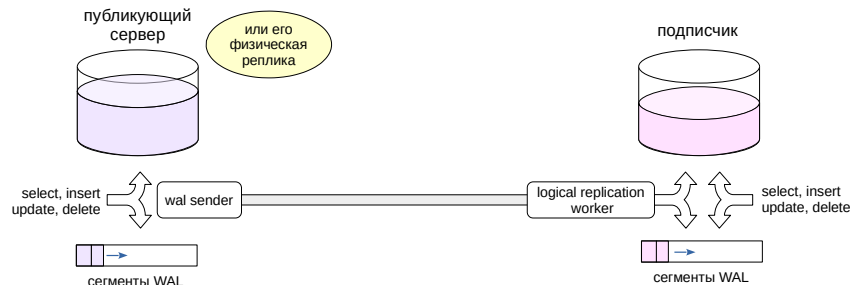 публикующий
сервер
или его
физическая
реплика
подписчик
select, insert
update, delete
wal sender
logical replication
worker
select, insert
update, delete
сегменты WAL
сегменты WAL